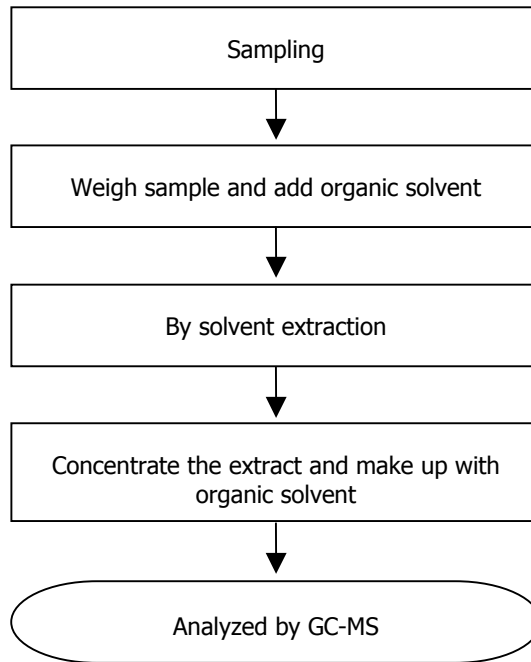 Sampling
Weigh sample and add organic solvent
By solvent extraction
Concentrate the extract and make up with
organic solvent
Analyzed by GC-MS